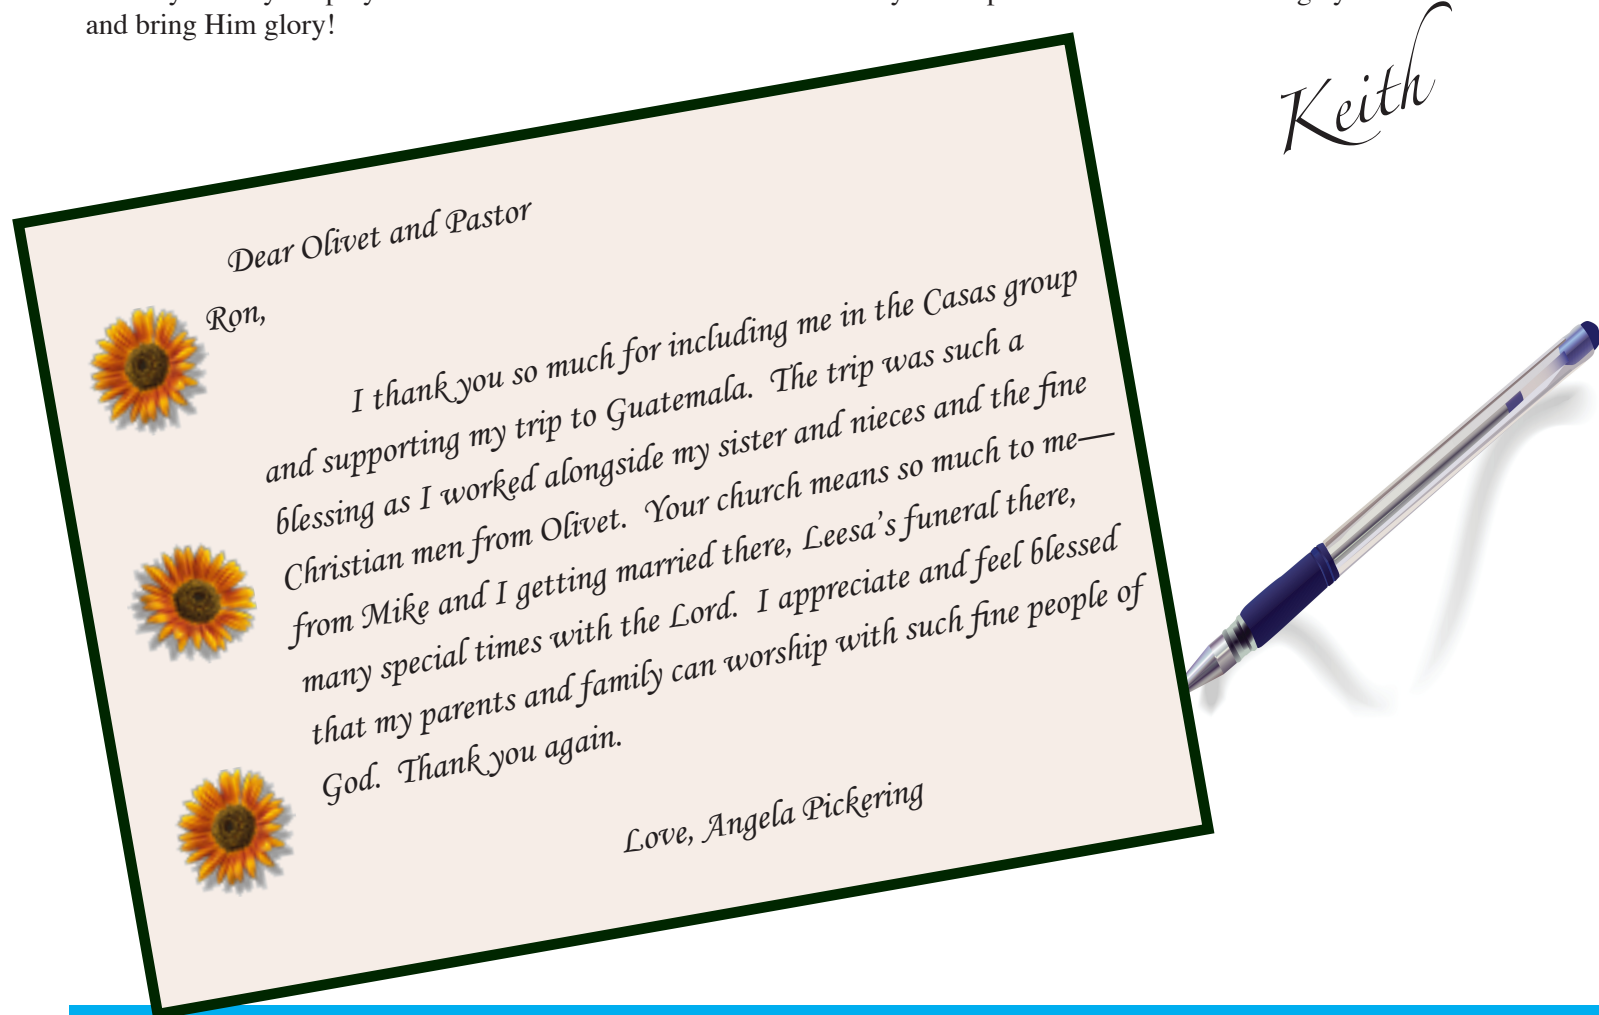 and bring Him glory!
Keith
Dear Olivet and Pastor
Ron,
I thank you so much for including me in the Casas group
and supporting my trip to Guatemala.  The trip was such a
blessing as I worked alongside my sister and nieces and the fine
Christian men from Olivet.  Your church means so much to me—
from Mike and I getting married there, Leesa’s funeral there,
many special times with the Lord.  I appreciate and feel blessed
that my parents and family can worship with such fine people of
God.  Thank you again.
Love, Angela Pickering